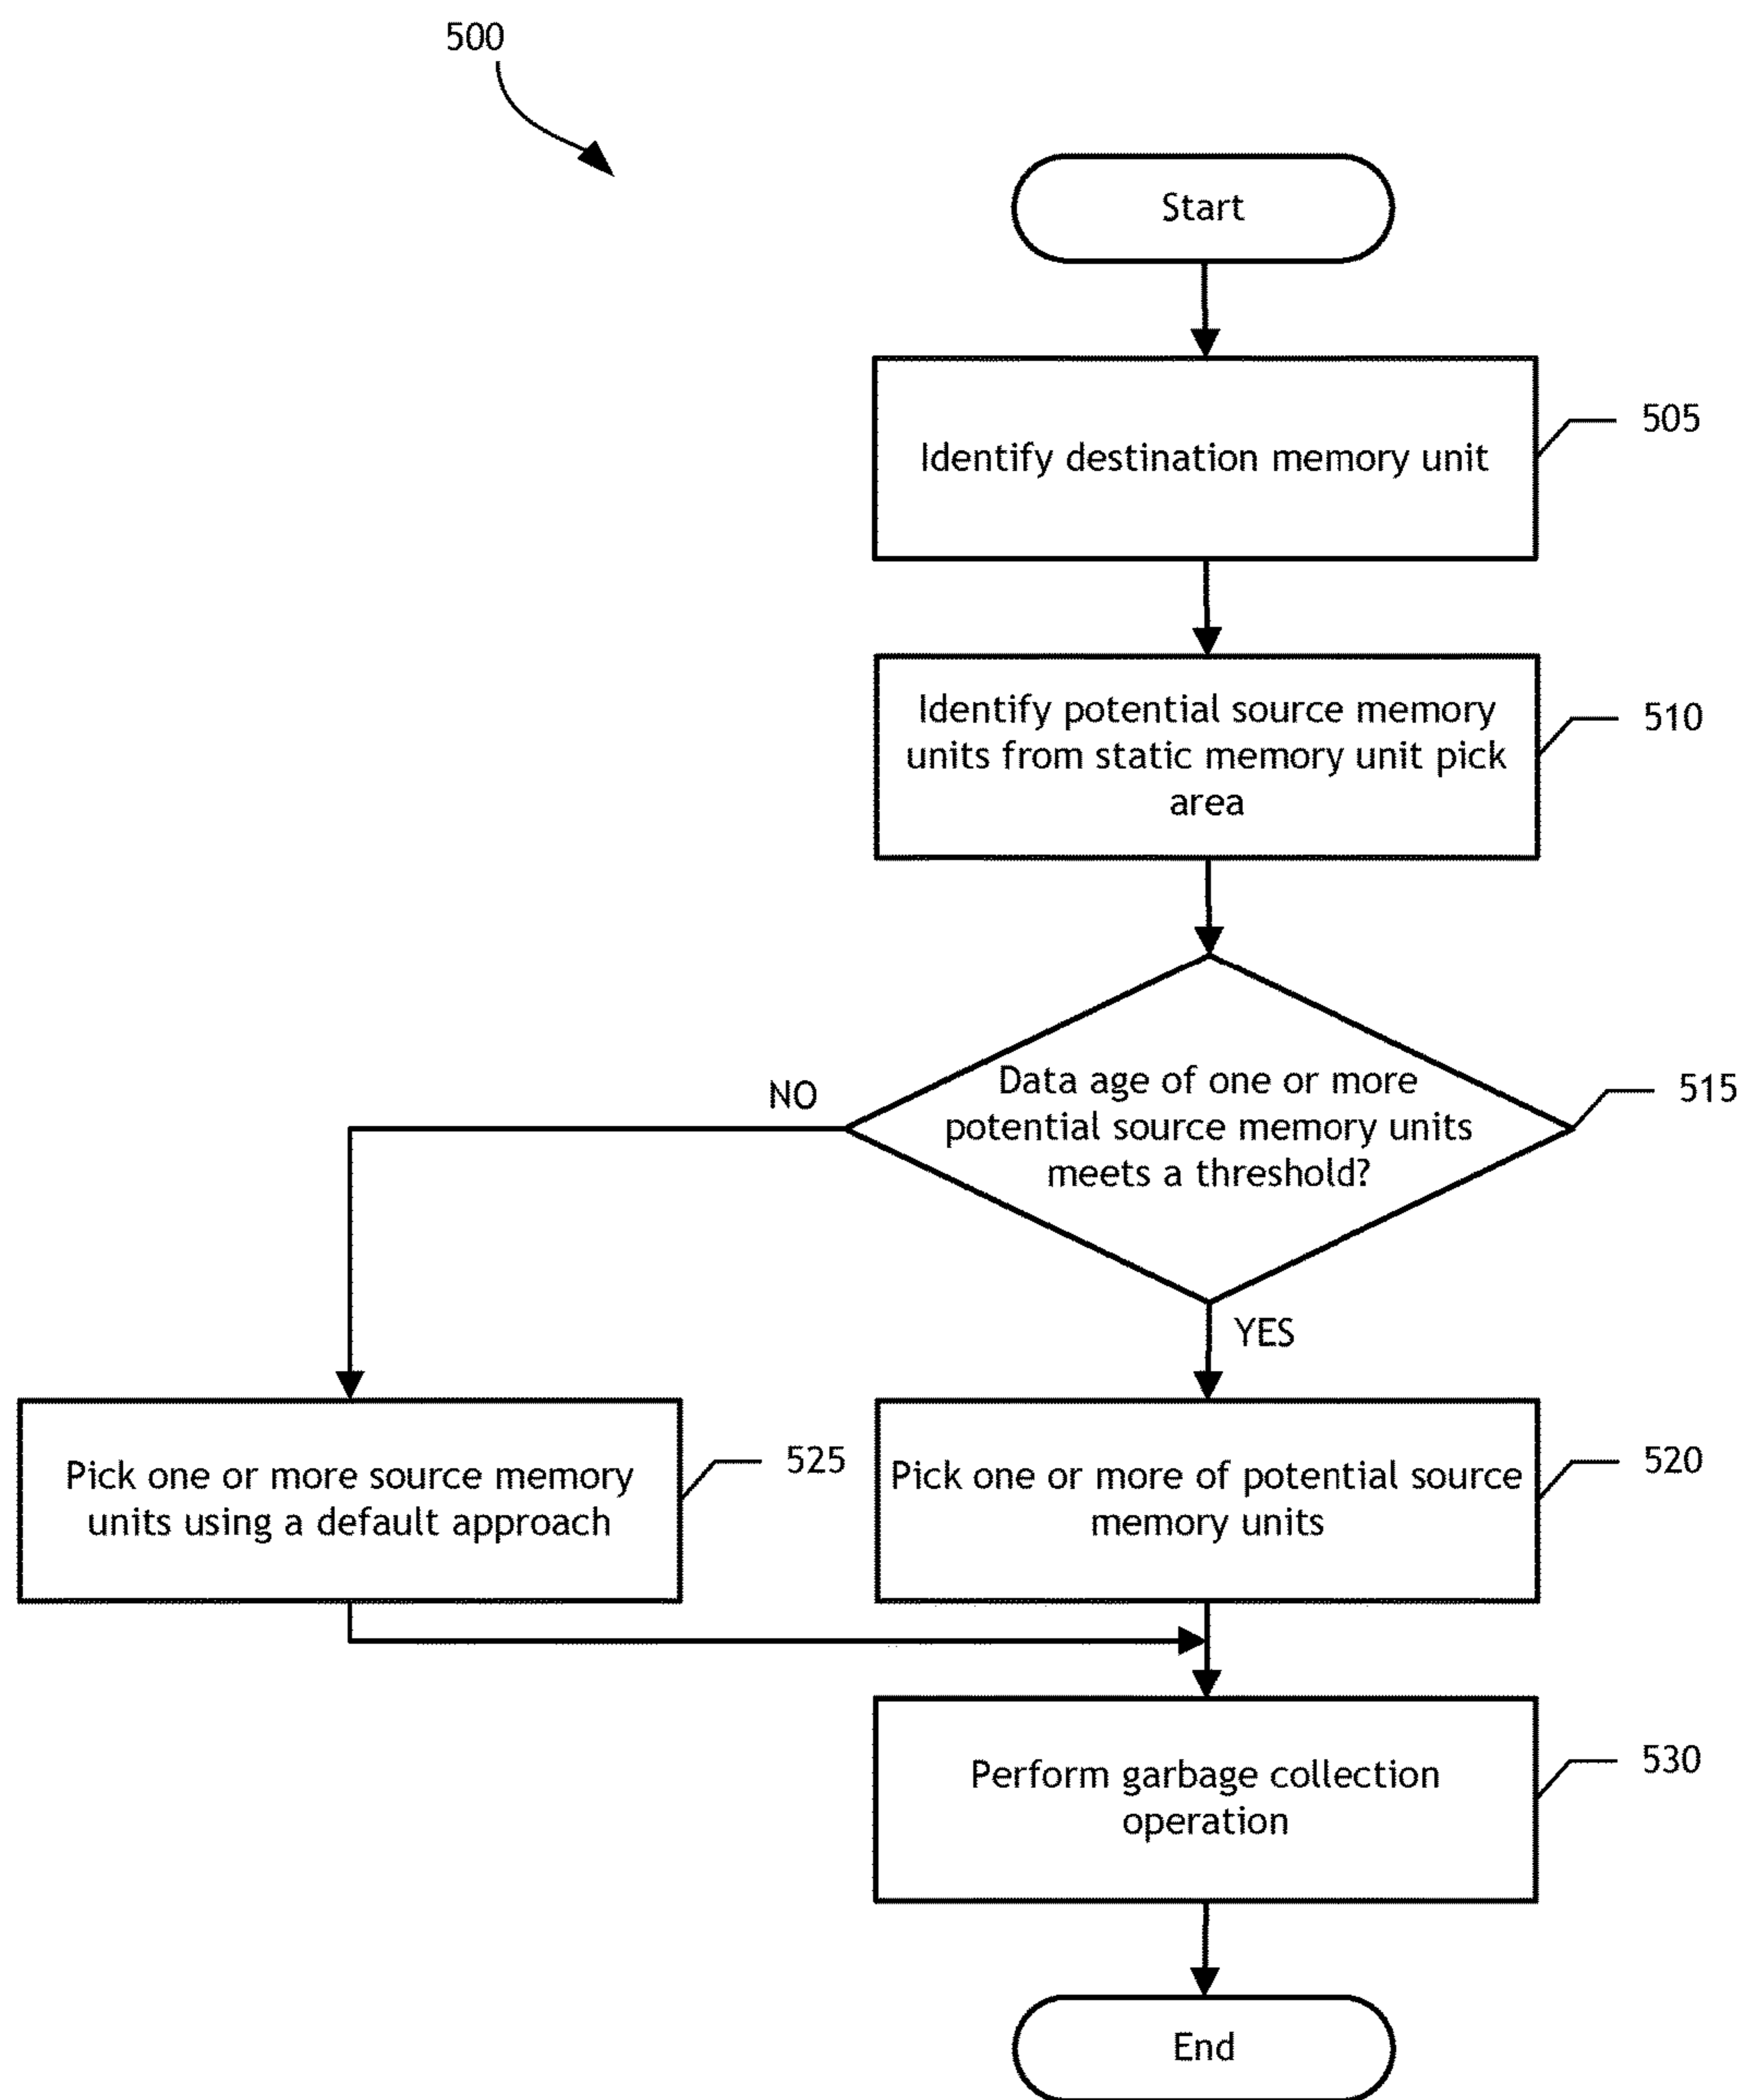 500
Start
505
Identify destination memory unit
510
Identify potential source memory
units from static memory unit pick
area
515
Data age of one or more
potential source memory units
meets a threshold?
NO
YES
525
Pick one or more source memory
units using a default approach
520
Pick one or more of potential source
memory units
530
Perform garbage collection
operation
End